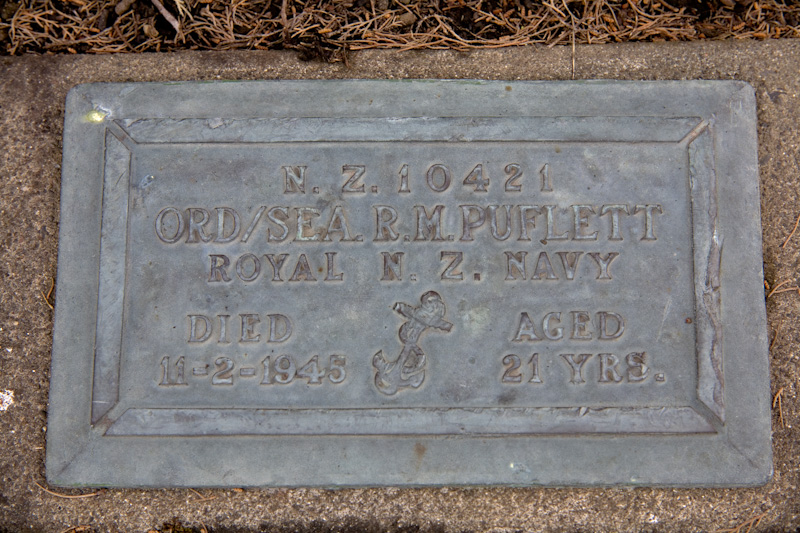 N. Z. 10421
ORD/SEA. R.M. PUFLETT
ROYAL N. Z. NAVY
DIED AGED
11-2-1945 21 YRS.